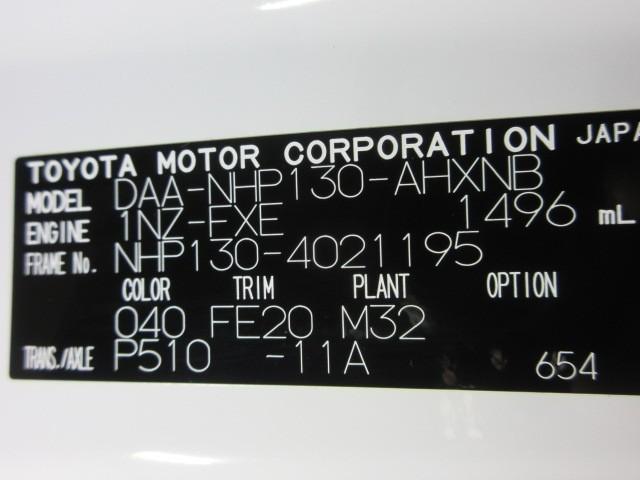 TOYOTA MOTOR CORPORATION JAPA
MODEL DAA-NHP130-AHXNB
ENGINE 1NZ-FXE 1496 mL
FRAME No. NHP130-4021195
COLOR TRIM PLANT OPTION
040 FE20 M32
TRANS./AXLE P510 -11A 654